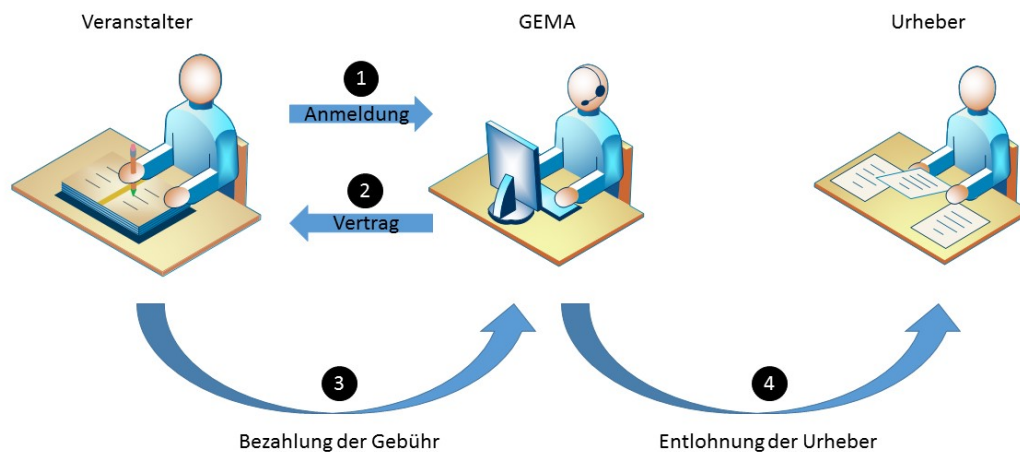 Veranstalter
GEMA
Urheber
1
Anmeldung
2
Vertrag
3
4
Bezahlung der Gebühr
Entlohnung der Urheber